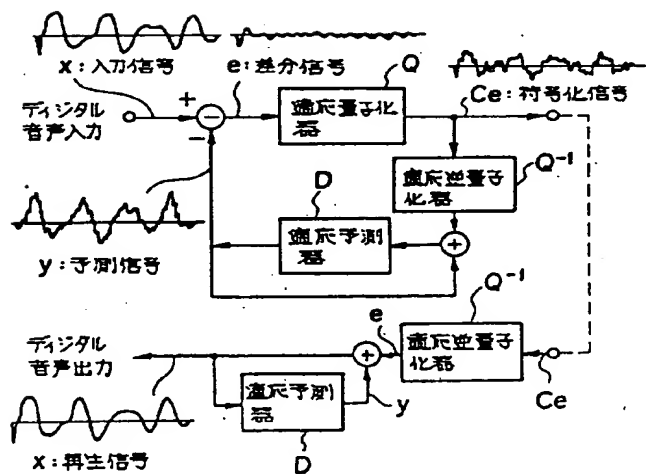 x:入力信号
e:差分信号
Q
Ce:符号化信号
ディジタル
音声入力
+
−
−
適応量子化
器
Q⁻¹
適応逆量子
化器
D
適応予測
器
+
y:予測信号
Q⁻¹
ディジタル
音声出力
+
e
適応逆量子
化器
適応予測
器
y
Ce
x:再生信号
D